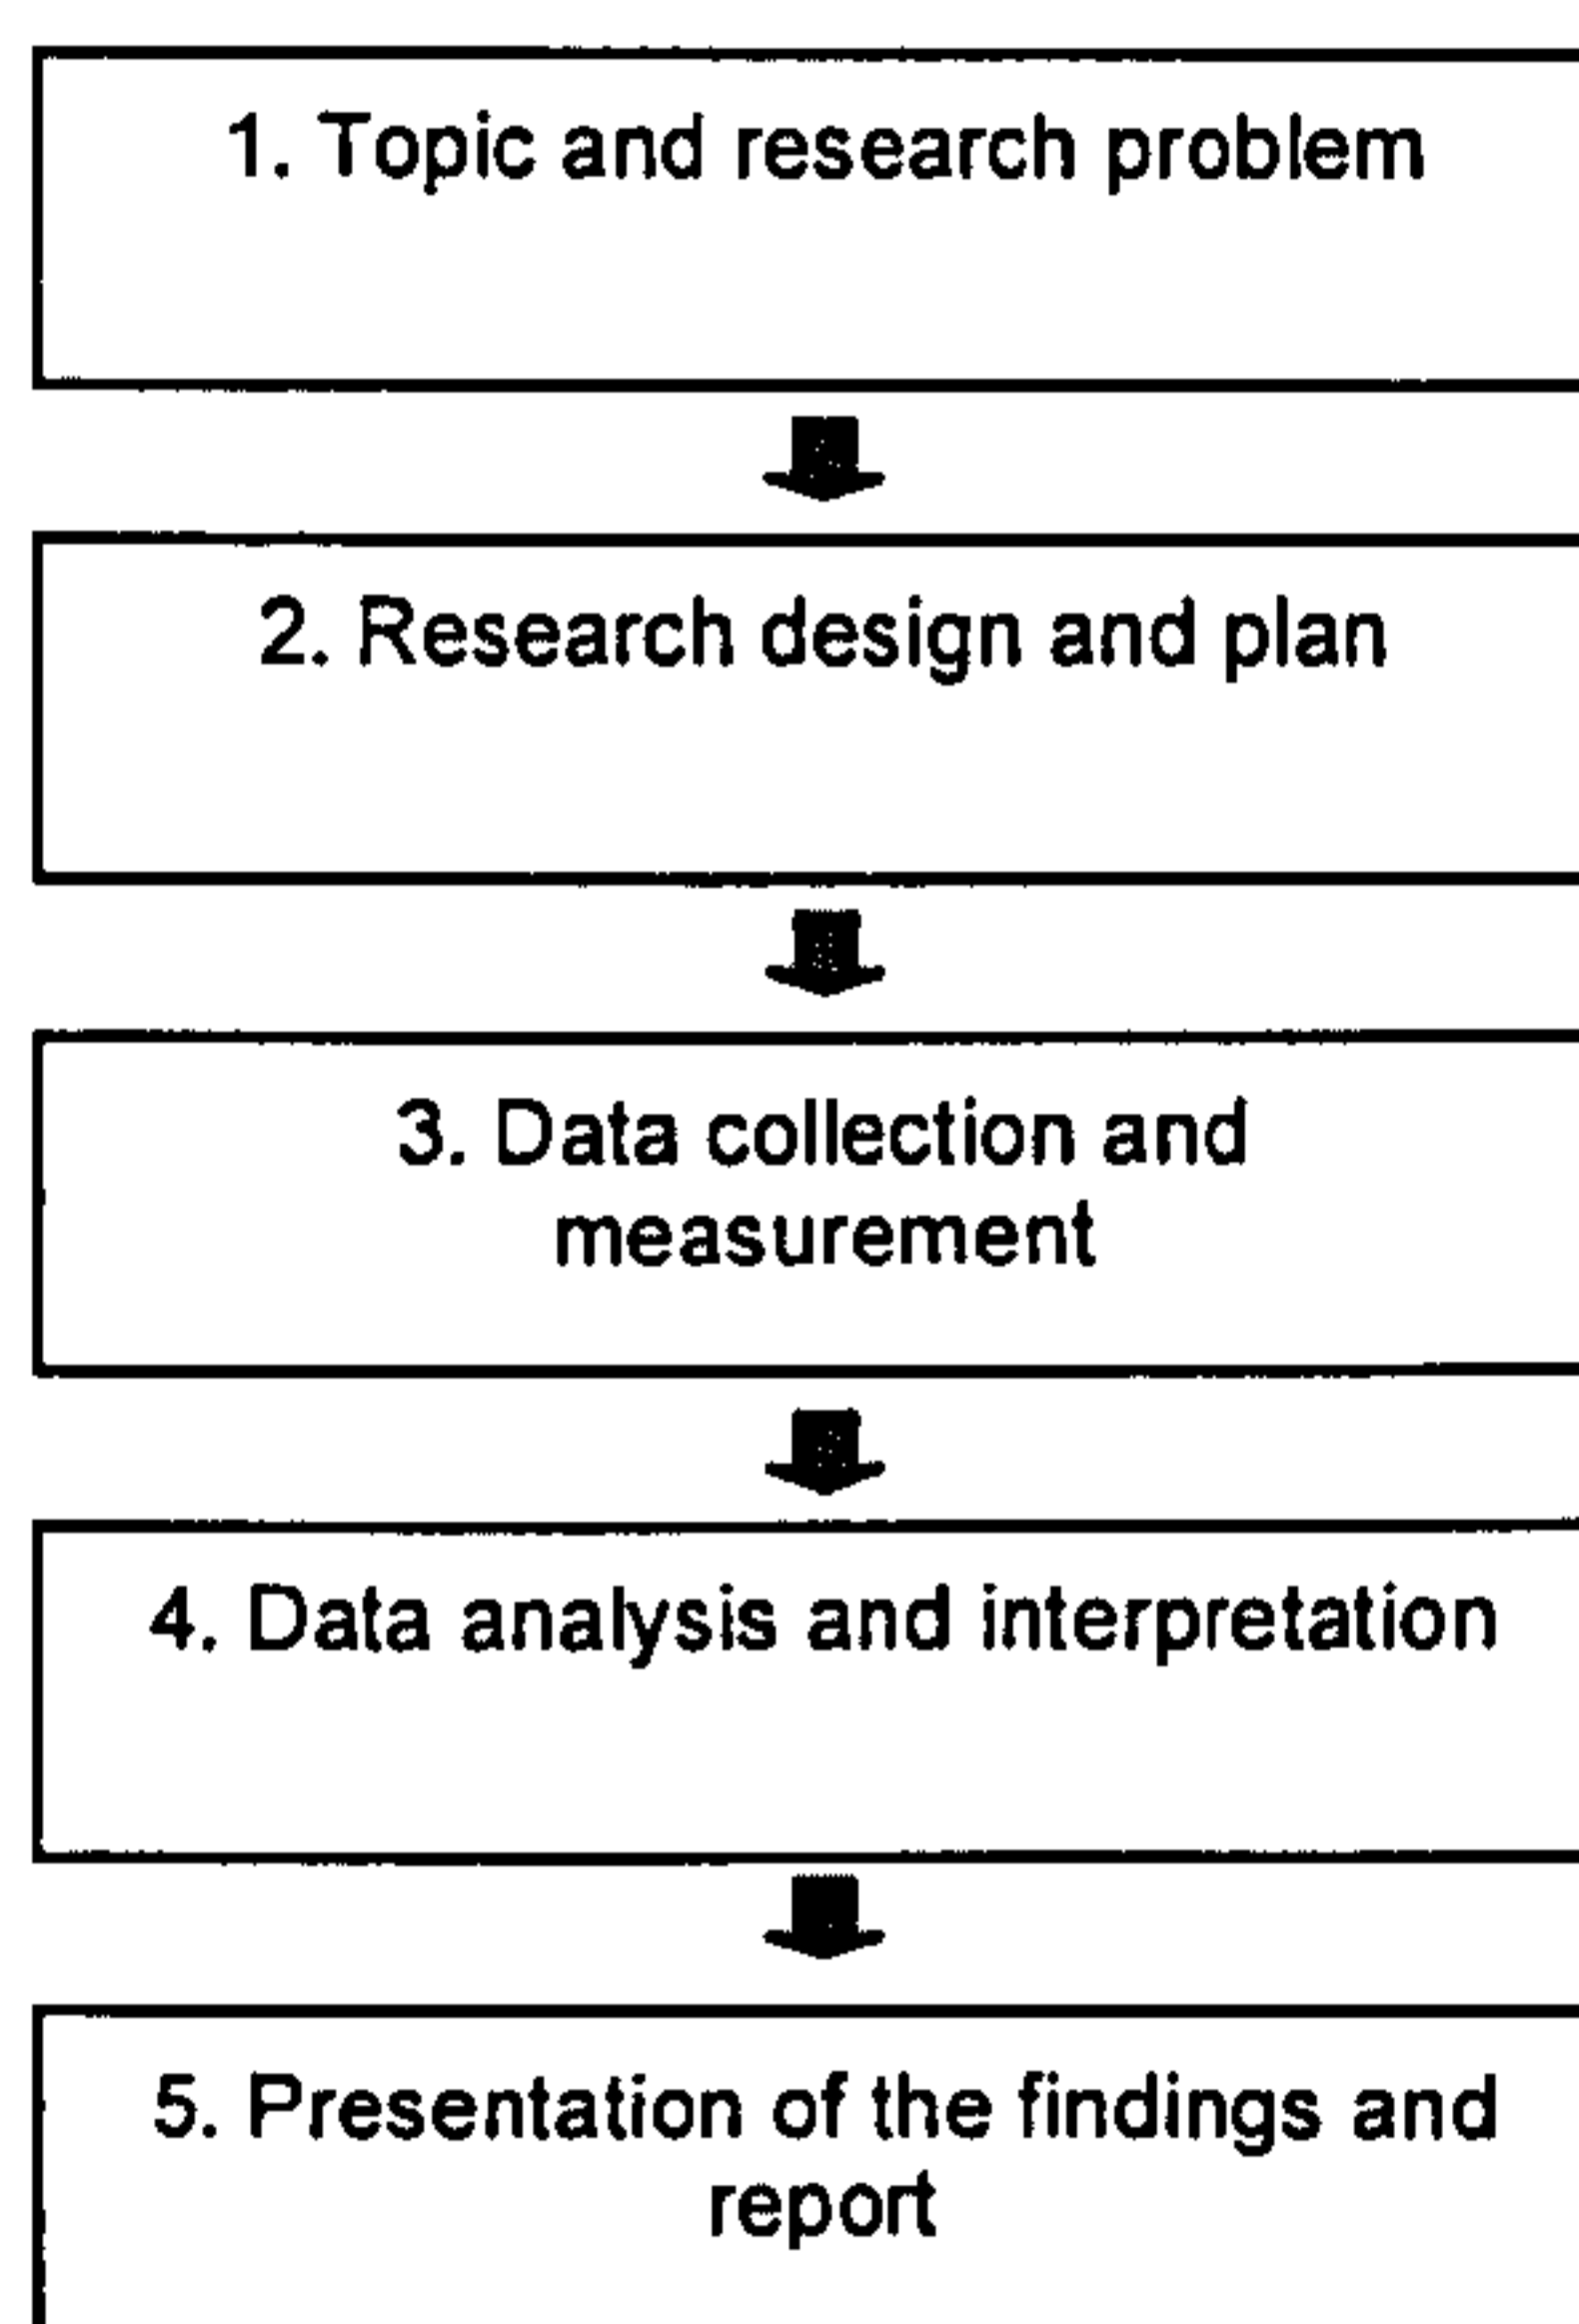 1. Topic and research problem
2. Research design and plan
3. Data collection and
measurement
4. Data analysis and interpretation
5. Presentation of the findings and
report